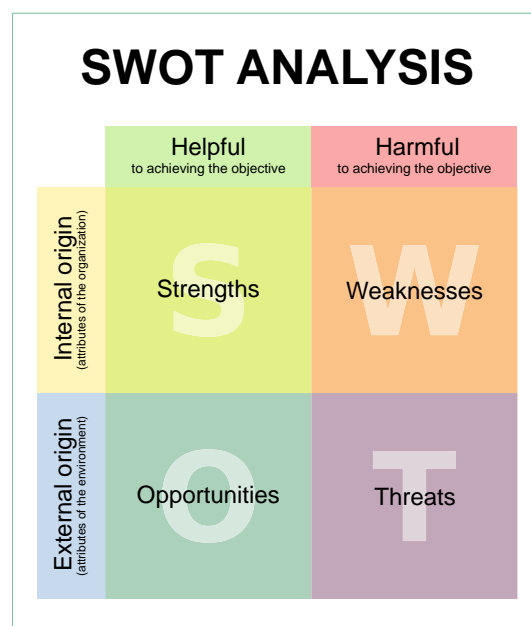 SWOT ANALYSIS
Helpful
to achieving the objective
Harmful
to achieving the objective
Internal origin
(attributes of the organization)
S
Strengths
W
Weaknesses
External origin
(attributes of the environment)
O
Opportunities
T
Threats